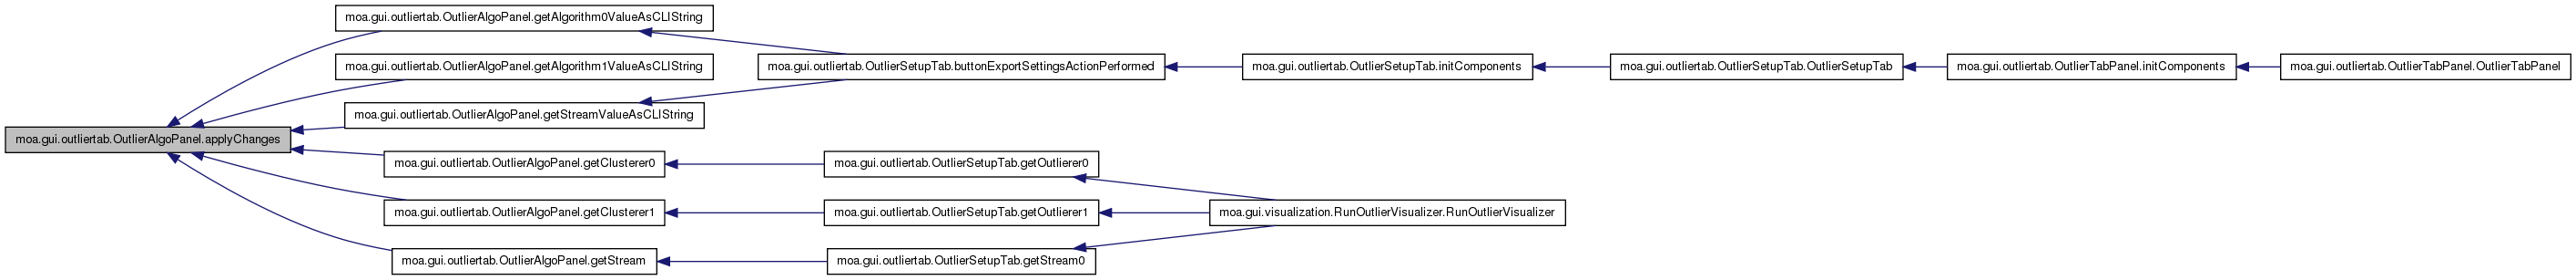 moa.gui.outliertab.OutlierAlgoPanel.getAlgorithm0ValueAsCLIString
moa.gui.outliertab.OutlierAlgoPanel.getAlgorithm1ValueAsCLIString
moa.gui.outliertab.OutlierSetupTab.buttonExportSettingsActionPerformed
moa.gui.outliertab.OutlierSetupTab.initComponents
moa.gui.outliertab.OutlierSetupTab.OutlierSetupTab
moa.gui.outliertab.OutlierTabPanel.initComponents
moa.gui.outliertab.OutlierTabPanel.OutlierTabPanel
moa.gui.outliertab.OutlierAlgoPanel.getStreamValueAsCLIString
moa.gui.outliertab.OutlierAlgoPanel.applyChanges
moa.gui.outliertab.OutlierAlgoPanel.getClusterer0
moa.gui.outliertab.OutlierSetupTab.getOutlierer0
moa.gui.outliertab.OutlierAlgoPanel.getClusterer1
moa.gui.outliertab.OutlierSetupTab.getOutlierer1
moa.gui.visualization.RunOutlierVisualizer.RunOutlierVisualizer
moa.gui.outliertab.OutlierAlgoPanel.getStream
moa.gui.outliertab.OutlierSetupTab.getStream0